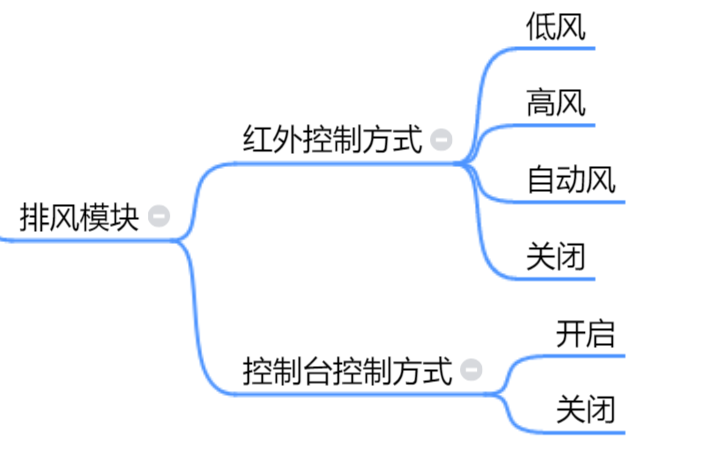 排风模块
红外控制方式
低风
高风
自动风
关闭
控制台控制方式
开启
关闭